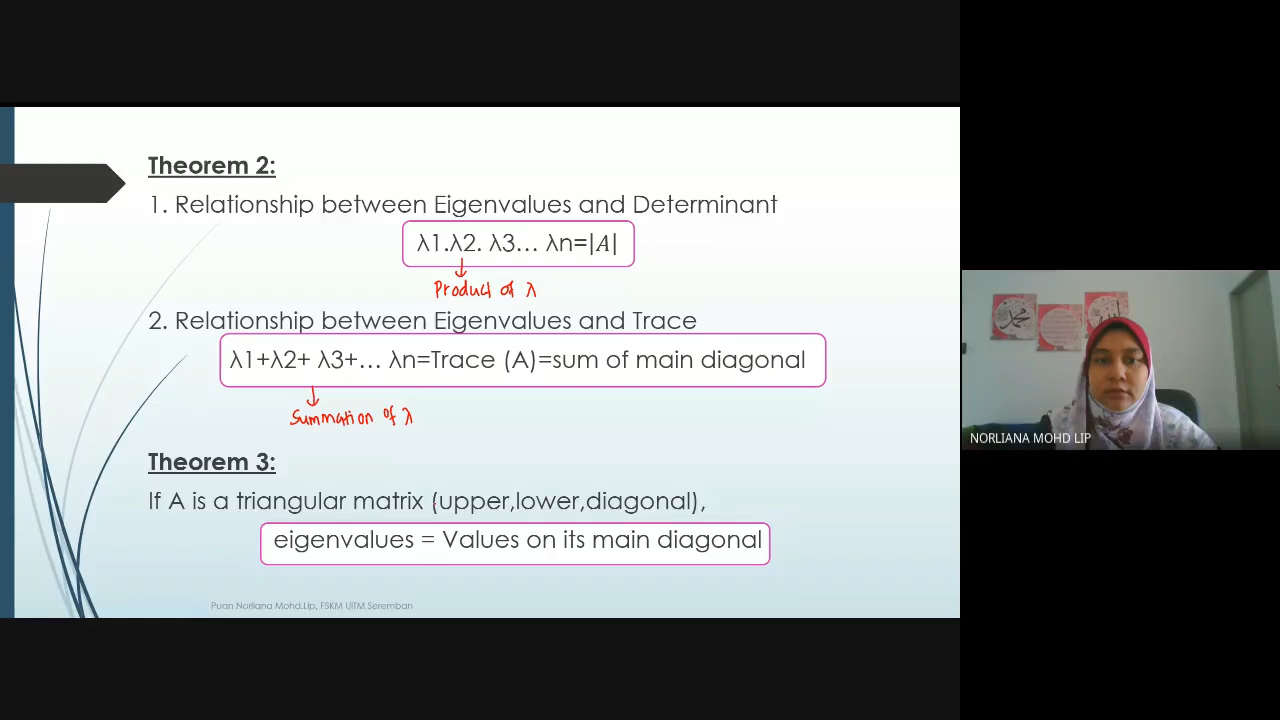 Theorem 2:
1. Relationship between Eigenvalues and Determinant
λ1.λ2. λ3... λn=|A|
Product of λ
2. Relationship between Eigenvalues and Trace
λ1+λ2+ λ3+... λn=Trace (A)=sum of main diagonal
Summation of λ
Theorem 3:
If A is a triangular matrix (upper,lower,diagonal),
eigenvalues = Values on its main diagonal
Puan Norliana Mohd.Lip, FSKM UiTM Seremban
NORLIANA MOHD LIP